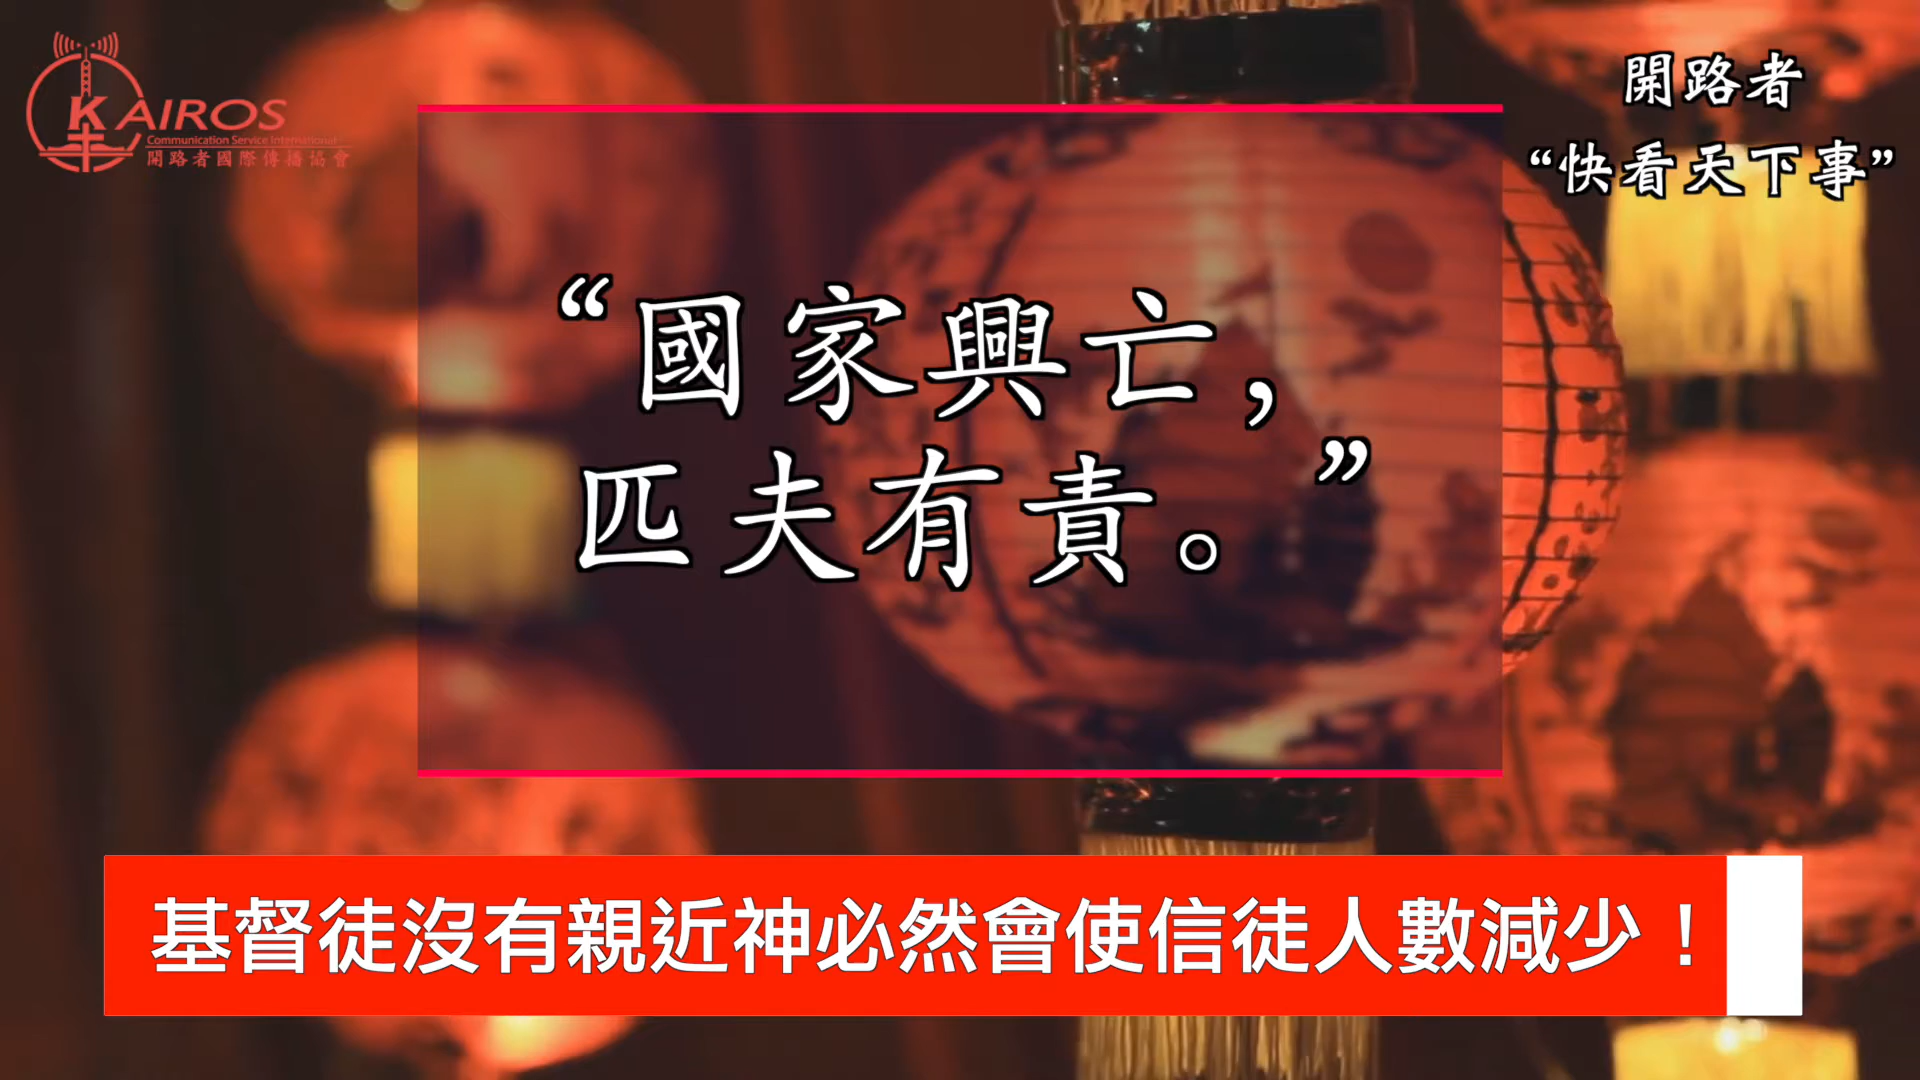 KAIROS
Communication Service International
開路者國際傳播協會
開路者
“快看天下事”
“國家興亡，
匹夫有責。”
基督徒沒有親近神必然會使信徒人數減少！